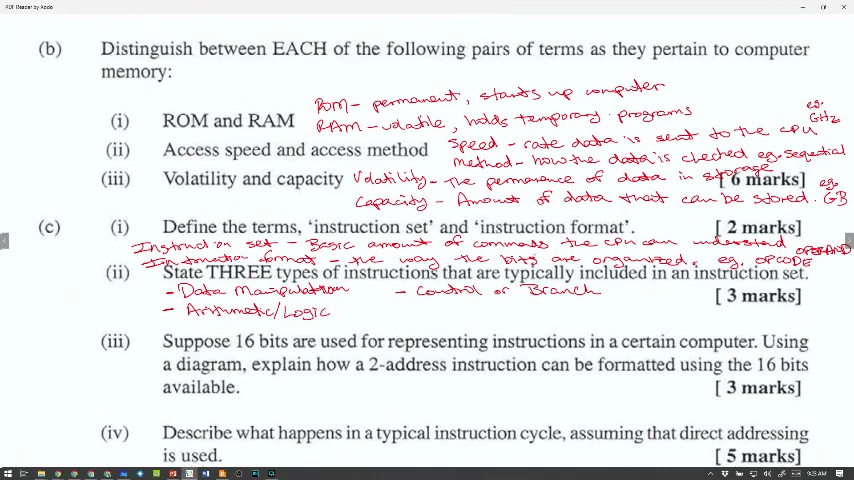 PDF Reader by Xodo
(b) Distinguish between EACH of the following pairs of terms as they pertain to computer
memory:
ROM - permanent, starts up computer
(i) ROM and RAM
RAM - volatile, holds temporary programs
eg. GHz
Speed - rate data is sent to the CPU
(ii) Access speed and access method
method - how the data is checked eg. sequential
(iii) Volatility and capacity
Volatility - The permanence of data in storage
[ 6 marks]
Capacity - Amount of data that can be stored. eg. GB
(c) (i) Define the terms, ‘instruction set’ and ‘instruction format’. [ 2 marks]
Instruction set - Basic amount of commands the CPU can understand
Instruction format - the way the bits are organized. eg. OPCODE OPERAND
(ii) State THREE types of instructions that are typically included in an instruction set.
- Data Manipulation - Control or Branch
[ 3 marks]
- Arithmetic/Logic
(iii) Suppose 16 bits are used for representing instructions in a certain computer. Using
a diagram, explain how a 2-address instruction can be formatted using the 16 bits
available. [ 3 marks]
(iv) Describe what happens in a typical instruction cycle, assuming that direct addressing
is used. [ 5 marks]
9:23 AM